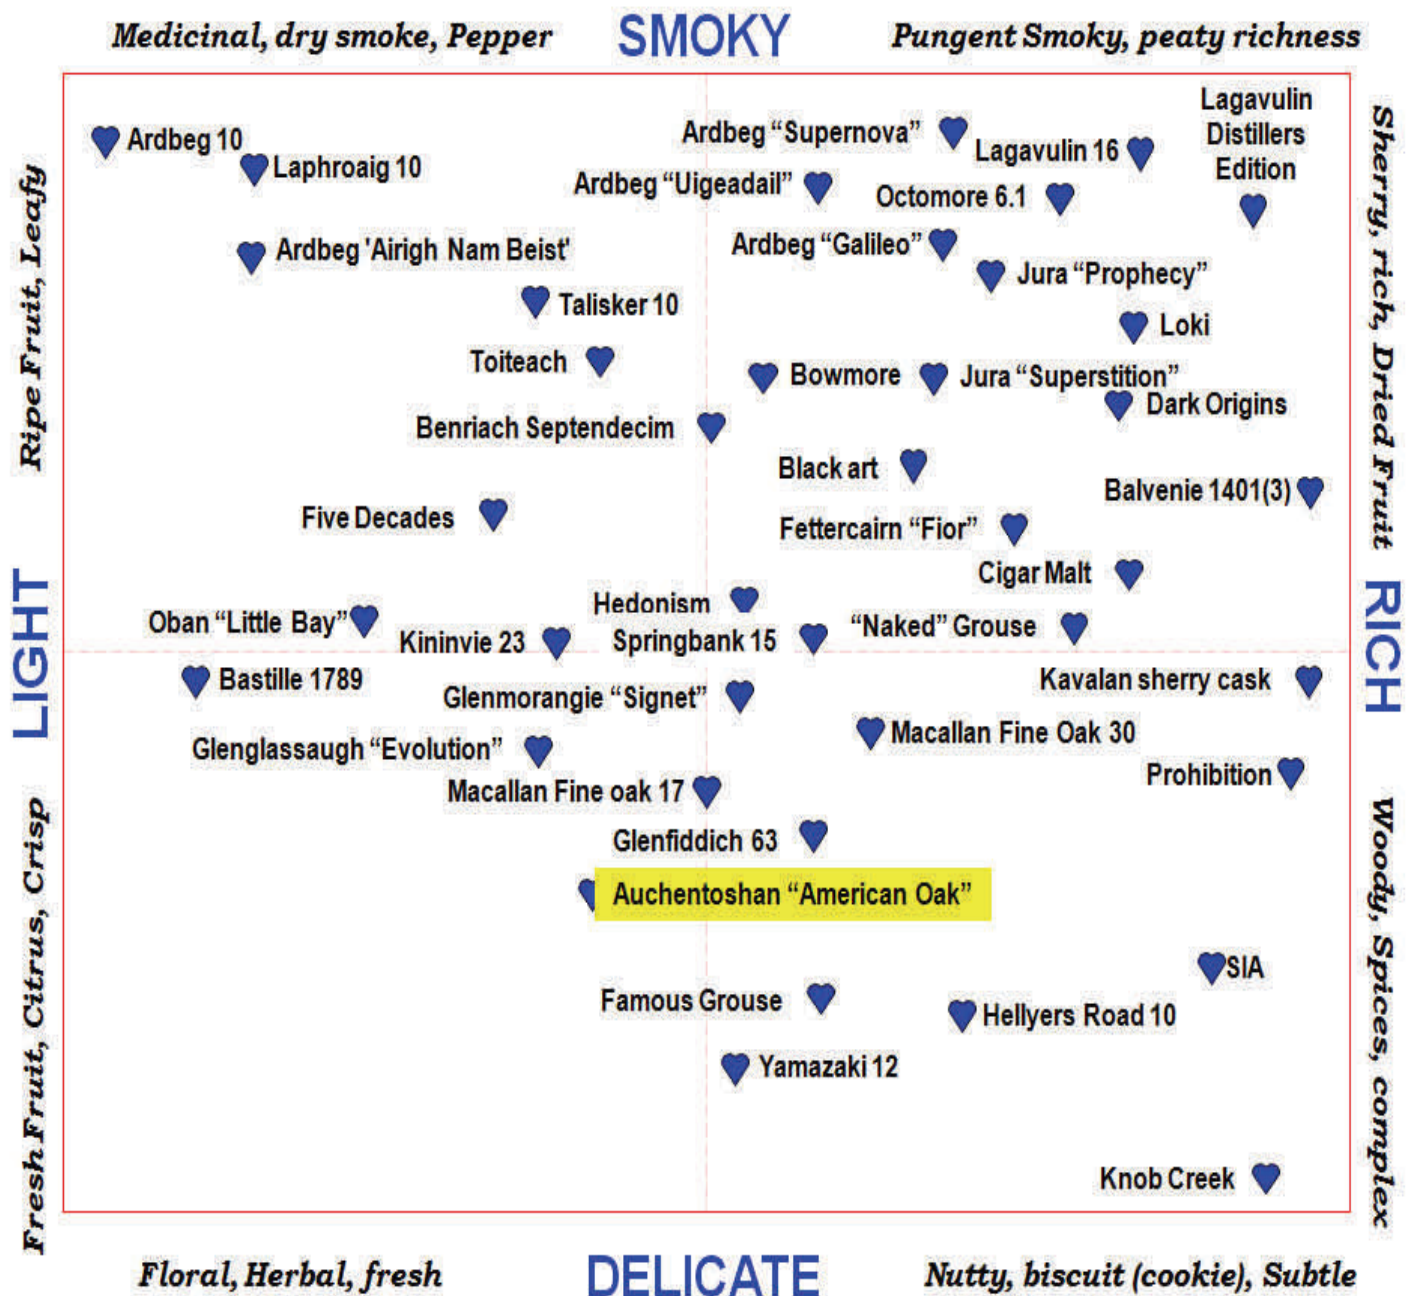 Medicinal, dry smoke, Pepper
SMOKY
Pungent Smoky, peaty richness
Ripe Fruit, Leafy
LIGHT
Fresh Fruit, Citrus, Crisp
Sherry, rich, Dried Fruit
RICH
Woody, Spices, complex
Lagavulin
Distillers
Edition
Ardbeg 10
Ardbeg “Supernova”
Lagavulin 16
Laphroaig 10
Ardbeg “Uigeadail”
Octomore 6.1
Ardbeg 'Airigh Nam Beist'
Ardbeg “Galileo”
Jura “Prophecy”
Talisker 10
Loki
Toiteach
Bowmore
Jura “Superstition”
Dark Origins
Benriach Septendecim
Black art
Balvenie 1401(3)
Five Decades
Fettercairn “Fior”
Cigar Malt
Hedonism
Oban “Little Bay”
Kininvie 23
Springbank 15
“Naked” Grouse
Bastille 1789
Glenmorangie “Signet”
Kavalan sherry cask
Glenglassaugh “Evolution”
Macallan Fine Oak 30
Prohibition
Macallan Fine oak 17
Glenfiddich 63
Auchentoshan “American Oak”
SIA
Famous Grouse
Hellyers Road 10
Yamazaki 12
Knob Creek
Floral, Herbal, fresh
DELICATE
Nutty, biscuit (cookie), Subtle